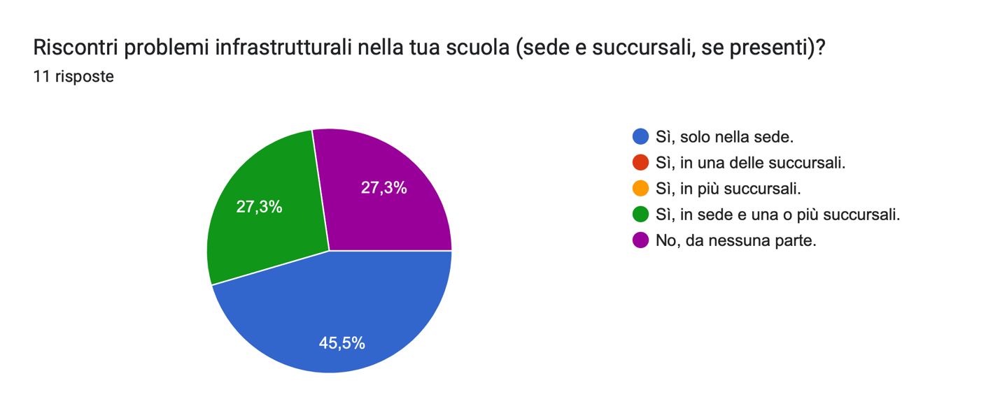 Riscontri problemi infrastrutturali nella tua scuola (sede e succursali, se presenti)?
11 risposte
27,3%
27,3%
45,5%
Sì, solo nella sede.
Sì, in una delle succursali.
Sì, in più succursali.
Sì, in sede e una o più succursali.
No, da nessuna parte.